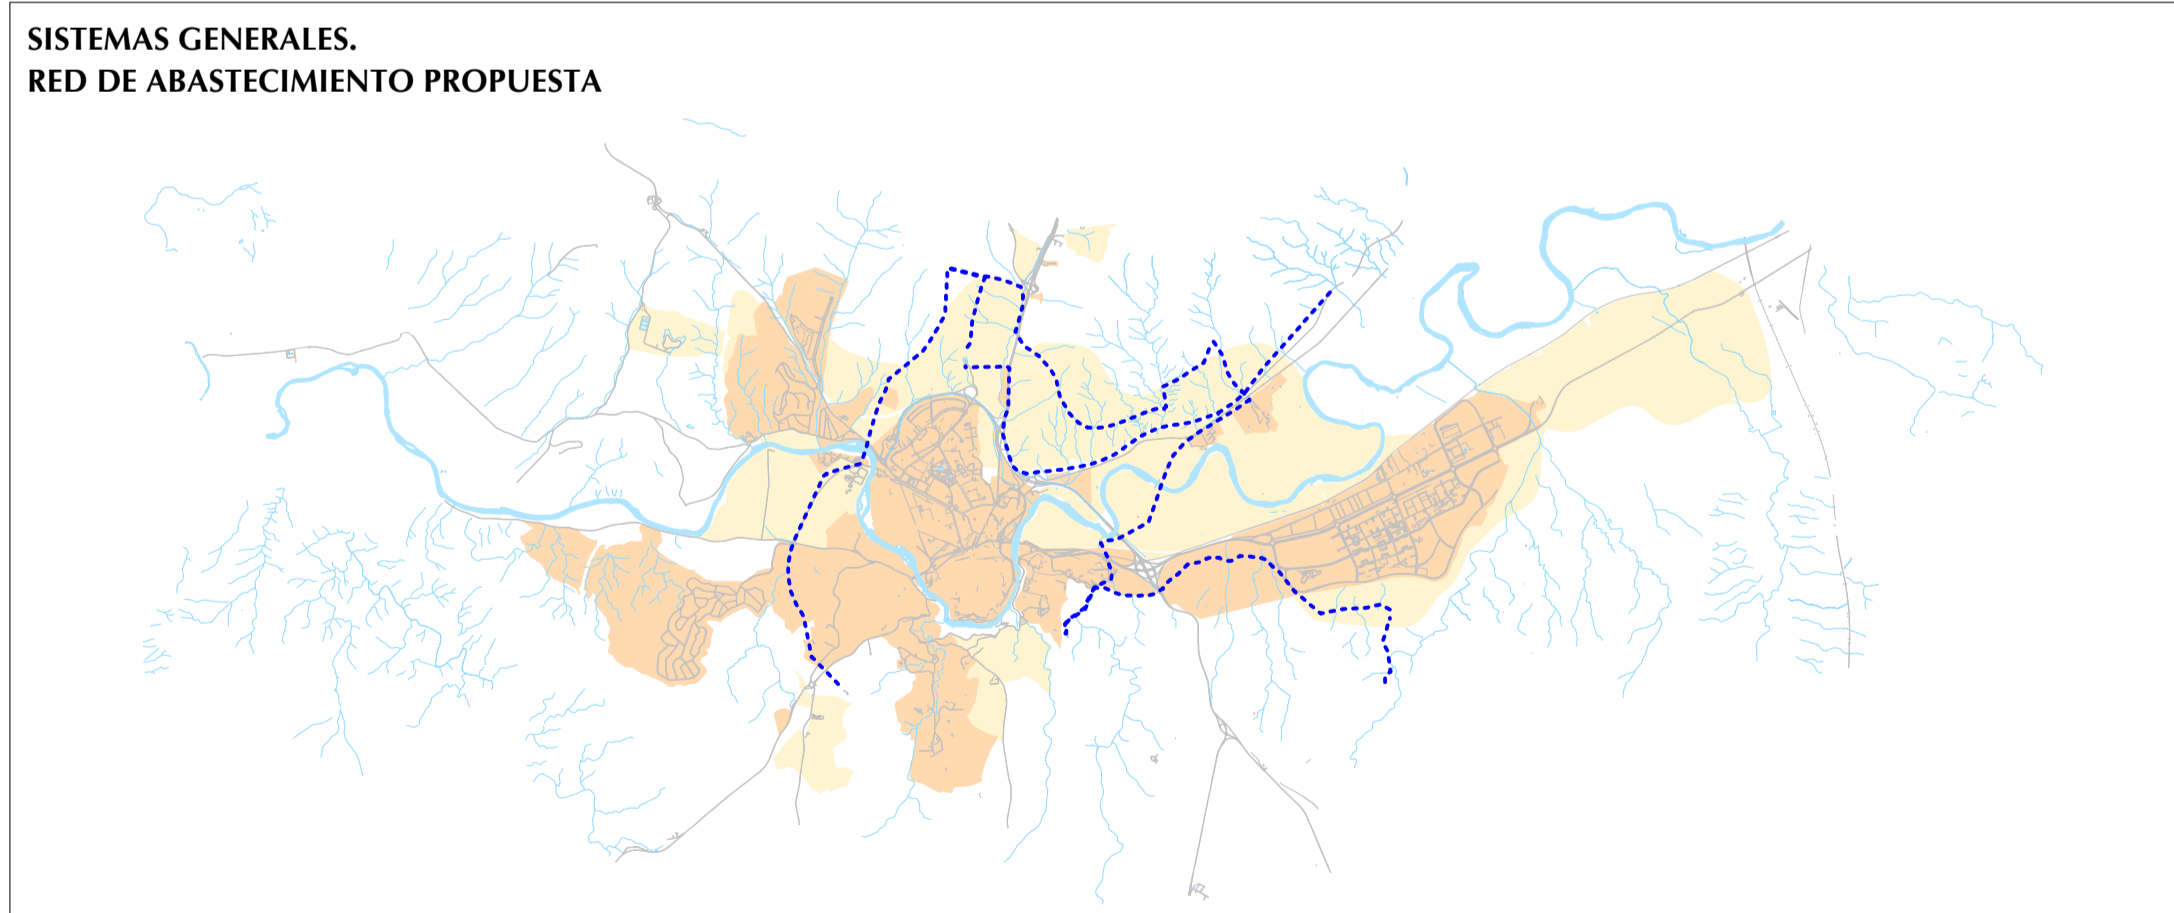 SISTEMAS GENERALES.
RED DE ABASTECIMIENTO PROPUESTA